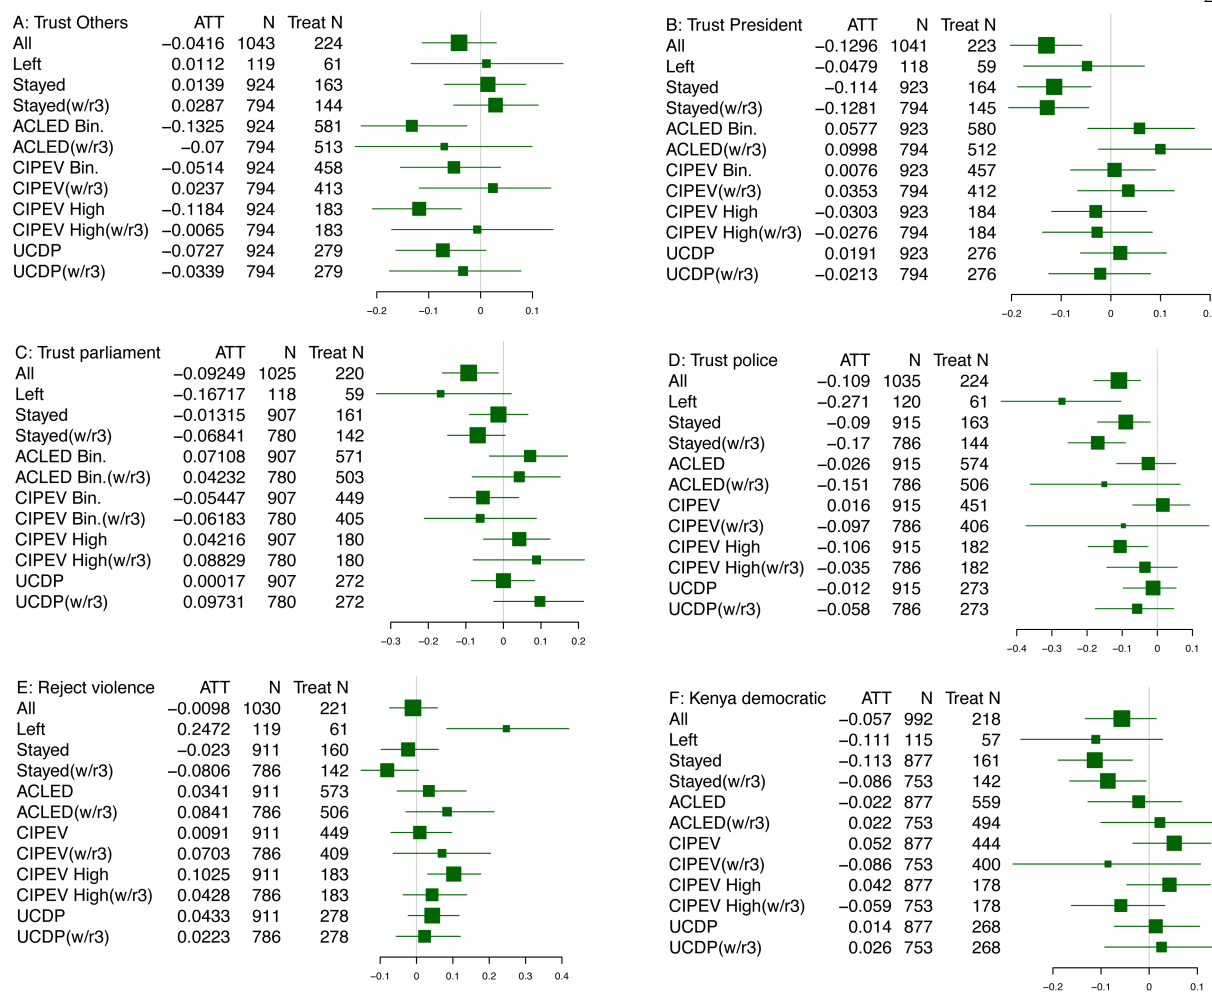 A: Trust Others ATT N Treat N
All −0.0416 1043 224
Left 0.0112 119 61
Stayed 0.0139 924 163
Stayed(w/r3) 0.0287 794 144
ACLED Bin. −0.1325 924 581
ACLED(w/r3) −0.07 794 513
CIPEV Bin. −0.0514 924 458
CIPEV(w/r3) 0.0237 794 413
CIPEV High −0.1184 924 183
CIPEV High(w/r3) −0.0065 794 183
UCDP −0.0727 924 279
UCDP(w/r3) −0.0339 794 279
−0.2 −0.1 0 0.1
B: Trust President ATT N Treat N
All −0.1296 1041 223
Left −0.0479 118 59
Stayed −0.114 923 164
Stayed(w/r3) −0.1281 794 145
ACLED Bin. 0.0577 923 580
ACLED(w/r3) 0.0998 794 512
CIPEV Bin. 0.0076 923 457
CIPEV(w/r3) 0.0353 794 412
CIPEV High −0.0303 923 184
CIPEV High(w/r3) −0.0276 794 184
UCDP 0.0191 923 276
UCDP(w/r3) −0.0213 794 276
−0.2 −0.1 0 0.1
C: Trust parliament ATT N Treat N
All −0.09249 1025 220
Left −0.16717 118 59
Stayed −0.01315 907 161
Stayed(w/r3) −0.06841 780 142
ACLED Bin. 0.07108 907 571
ACLED Bin.(w/r3) 0.04232 780 503
CIPEV Bin. −0.05447 907 449
CIPEV Bin.(w/r3) −0.06183 780 405
CIPEV High 0.04216 907 180
CIPEV High(w/r3) 0.08829 780 180
UCDP 0.00017 907 272
UCDP(w/r3) 0.09731 780 272
−0.3 −0.2 −0.1 0 0.1 0.2
D: Trust police ATT N Treat N
All −0.109 1035 224
Left −0.271 120 61
Stayed −0.09 915 163
Stayed(w/r3) −0.17 786 144
ACLED −0.026 915 574
ACLED(w/r3) −0.151 786 506
CIPEV 0.016 915 451
CIPEV(w/r3) −0.097 786 406
CIPEV High −0.106 915 182
CIPEV High(w/r3) −0.035 786 182
UCDP −0.012 915 273
UCDP(w/r3) −0.058 786 273
−0.4 −0.3 −0.2 −0.1 0 0.1
E: Reject violence ATT N Treat N
All −0.0098 1030 221
Left 0.2472 119 61
Stayed −0.023 911 160
Stayed(w/r3) −0.0806 786 142
ACLED 0.0341 911 573
ACLED(w/r3) 0.0841 786 506
CIPEV 0.0091 911 449
CIPEV(w/r3) 0.0703 786 409
CIPEV High 0.1025 911 183
CIPEV High(w/r3) 0.0428 786 183
UCDP 0.0433 911 278
UCDP(w/r3) 0.0223 786 278
−0.1 0 0.1 0.2 0.3 0.4
F: Kenya democratic ATT N Treat N
All −0.057 992 218
Left −0.111 115 57
Stayed −0.113 877 161
Stayed(w/r3) −0.086 753 142
ACLED −0.022 877 559
ACLED(w/r3) 0.022 753 494
CIPEV 0.052 877 444
CIPEV(w/r3) −0.086 753 400
CIPEV High 0.042 877 178
CIPEV High(w/r3) −0.059 753 178
UCDP 0.014 877 268
UCDP(w/r3) 0.026 753 268
−0.2 −0.1 0 0.1